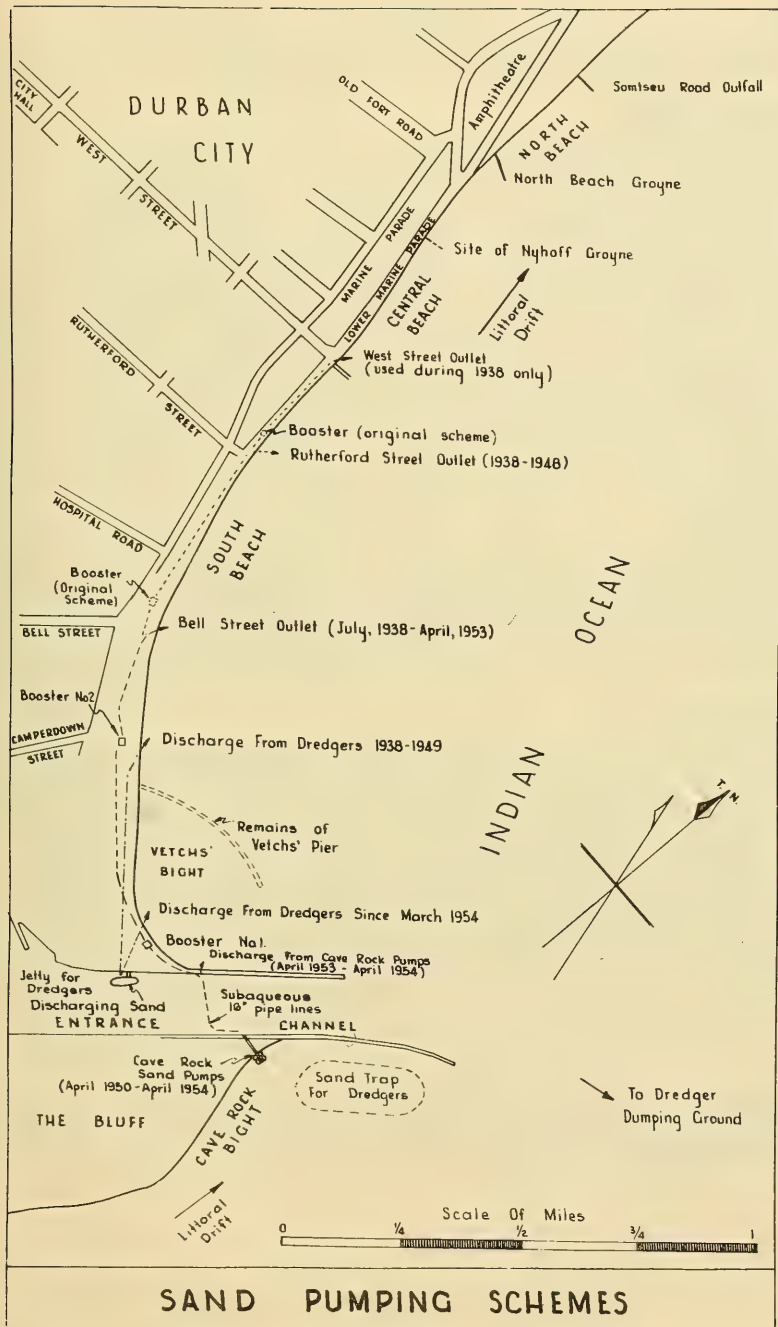 DURBAN
CITY
CITY
HALL
WEST
STREET
OLD FORT ROAD
Amphitheatre
NORTH
BEACH
Somtseu Road Outfall
North Beach Groyne
MARINE PARADE
LOWER MARINE PARADE
Site of Nyhoff Groyne
CENTRAL
BEACH
Littoral
Drift
RUTHERFORD
STREET
West Street Outlet
(used during 1938 only)
Booster (original scheme)
Rutherford Street Outlet (1938-1948)
HOSPITAL ROAD
SOUTH
BEACH
Booster
(Original
Scheme)
BELL STREET
Bell Street Outlet (July, 1938-April, 1953)
INDIAN OCEAN
Booster No2
CAMPERDOWN
STREET
Discharge From Dredgers 1938-1949
T. N.
Remains of
Vetchs' Pier
VETCHS'
BIGHT
Discharge From Dredgers Since March 1954
Booster No1.
Discharge From Cave Rock Pumps
(April 1953 - April 1954)
Jetty for
Dredgers
Discharging Sand
Subaqueous
18" pipe lines
ENTRANCE CHANNEL
Cave Rock
Sand Pumps
(April 1950-April 1954)
Sand Trap
For Dredgers
THE BLUFF
CAVE ROCK
BIGHT
To Dredger
Dumping Ground
Littoral
Drift
Scale Of Miles
0 1/4 1/2 3/4 1
SAND PUMPING SCHEMES